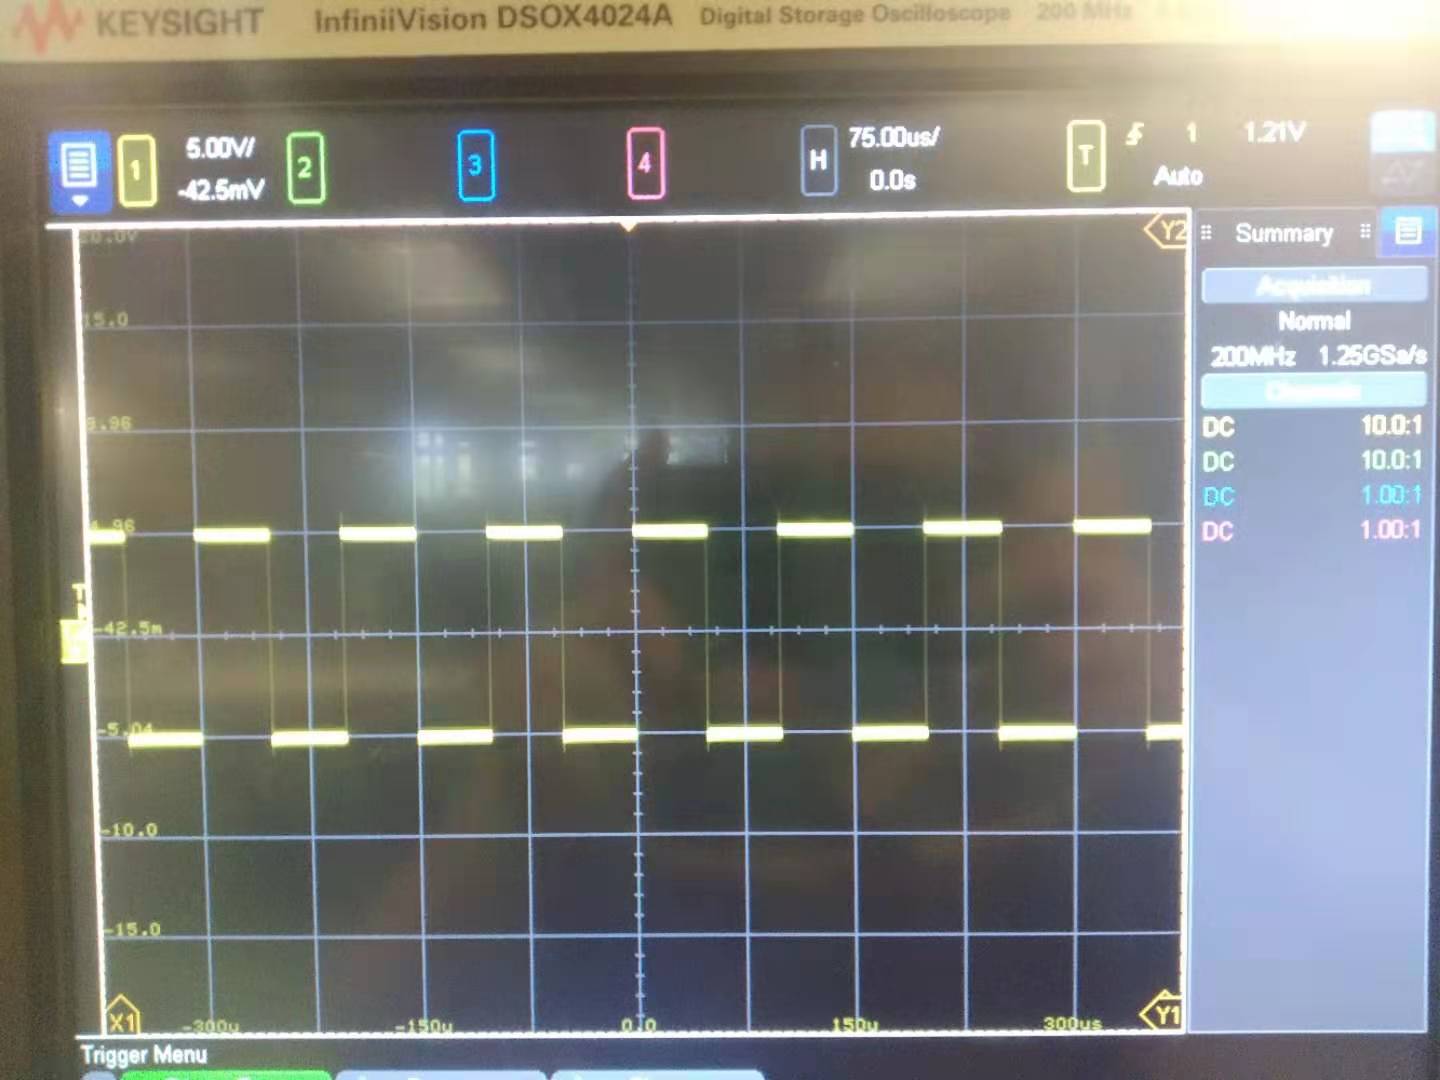 KEYSIGHT InfiniiVision DSOX4024A Digital Storage Oscilloscope 200 MHz
1 5.00V/ 2 3 4 H 75.00us/ T 1 1.21V
-42.5mV 0.0s Auto
Y2
Summary
20.0V
Acquisition
15.0
Normal
200MHz 1.25GSa/s
Channels
9.96
DC 10.0:1
DC 10.0:1
DC 1.00:1
DC 1.00:1
4.96
T
-42.5m
-5.04
-10.0
-15.0
X1 -300u -150u 0.0 150u 300us Y1
Trigger Menu